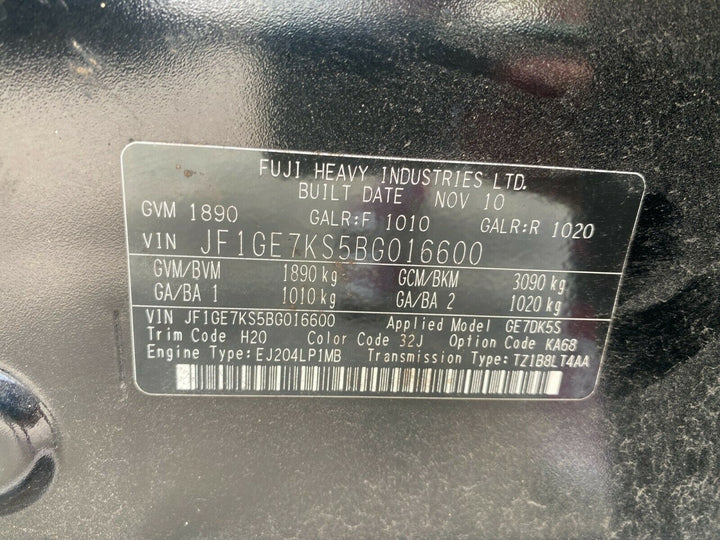 FUJI HEAVY INDUSTRIES LTD.
BUILT DATE NOV 10
GVM 1890 GALR:F 1010 GALR:R 1020
VIN JF1GE7KS5BG016600
GVM/BVM 1890 kg GCM/BKM 3090 kg
GA/BA 1 1010 kg GA/BA 2 1020 kg
VIN JF1GE7KS5BG016600 Applied Model GE7DK5S
Trim Code H20 Color Code 32J Option Code KA68
Engine Type:EJ204LP1MB Transmission Type:TZ1B8LT4AA